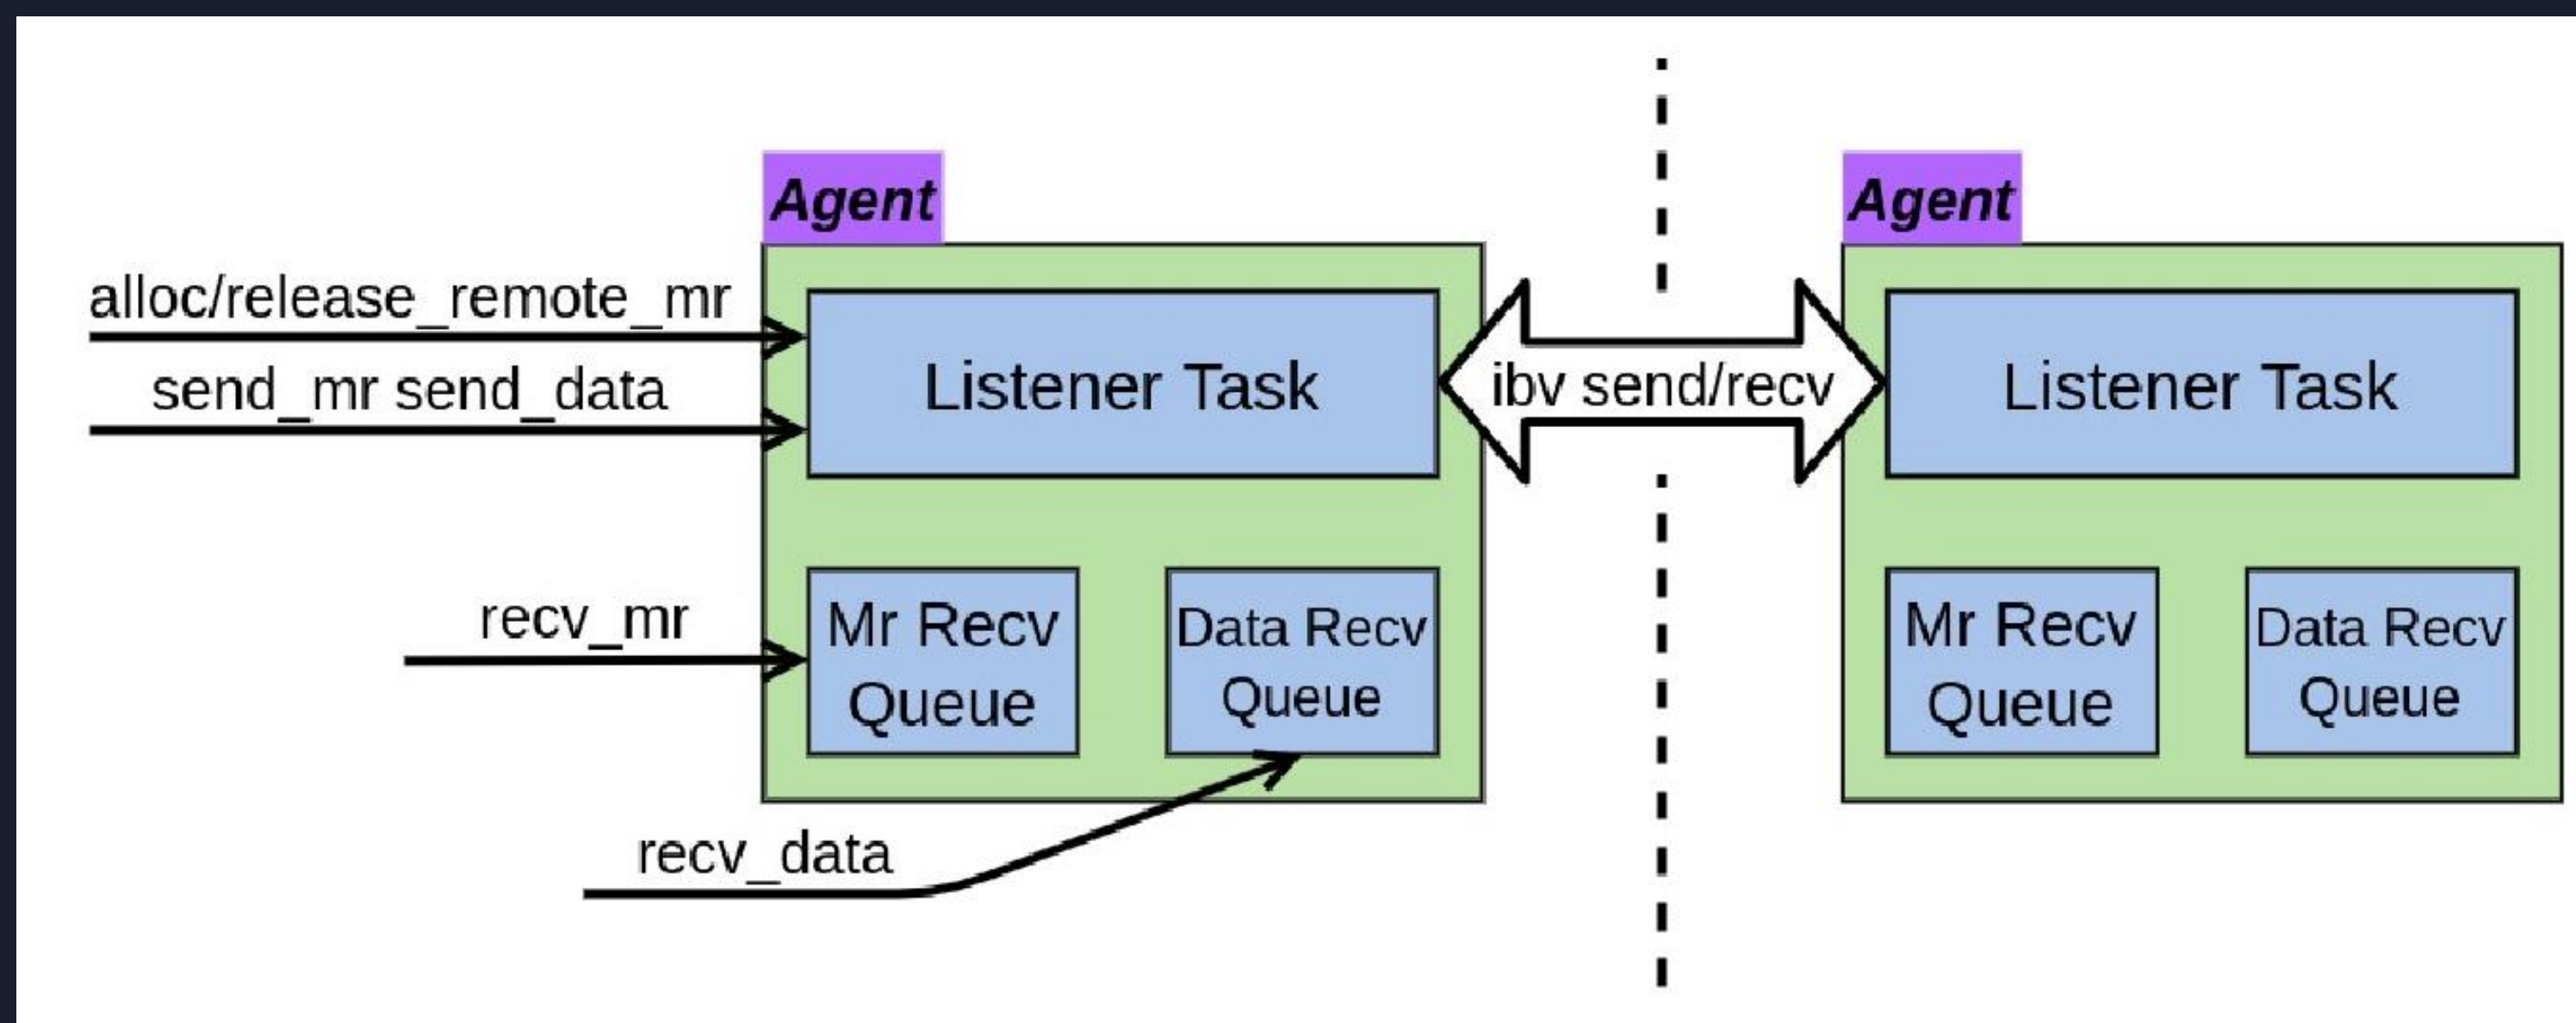 Agent
Agent
alloc/release_remote_mr
send_mr send_data
Listener Task
ibv send/recv
Listener Task
recv_mr
Mr Recv
Queue
Data Recv
Queue
Mr Recv
Queue
Data Recv
Queue
recv_data